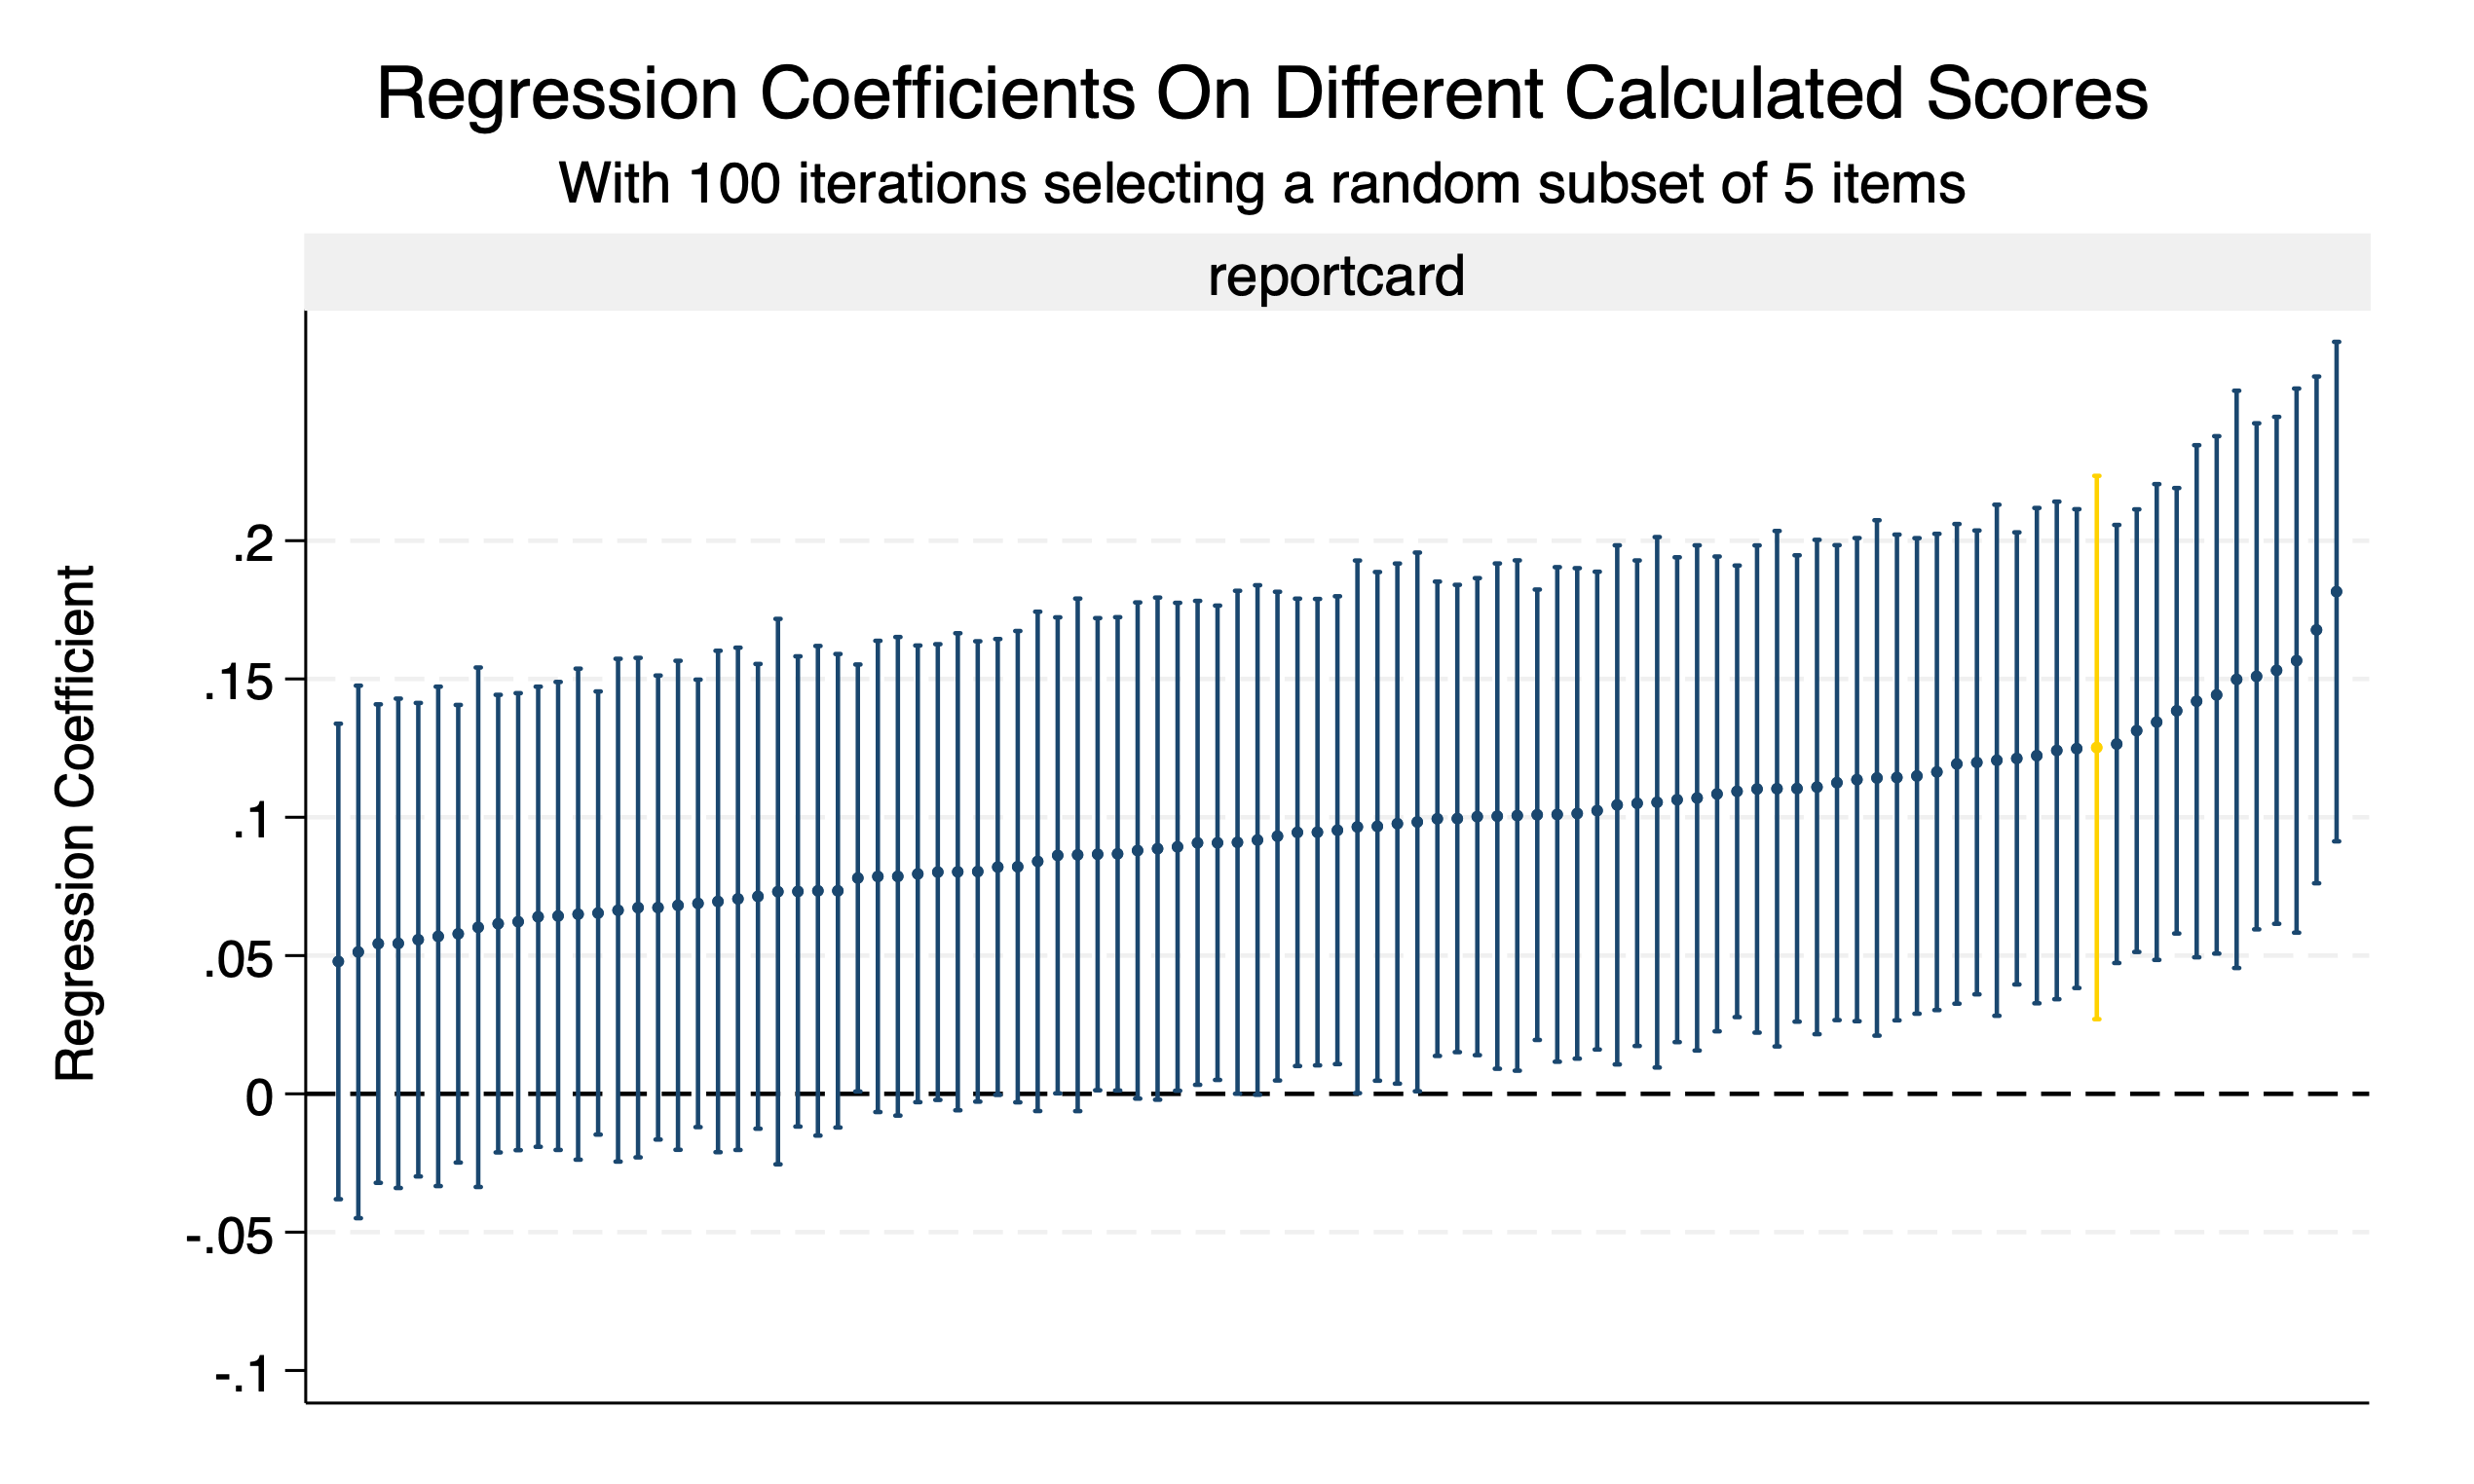 Regression Coefficients On Different Calculated Scores
With 100 iterations selecting a random subset of 5 items
reportcard
Regression Coefficient
.2
.15
.1
.05
0
-.05
-.1